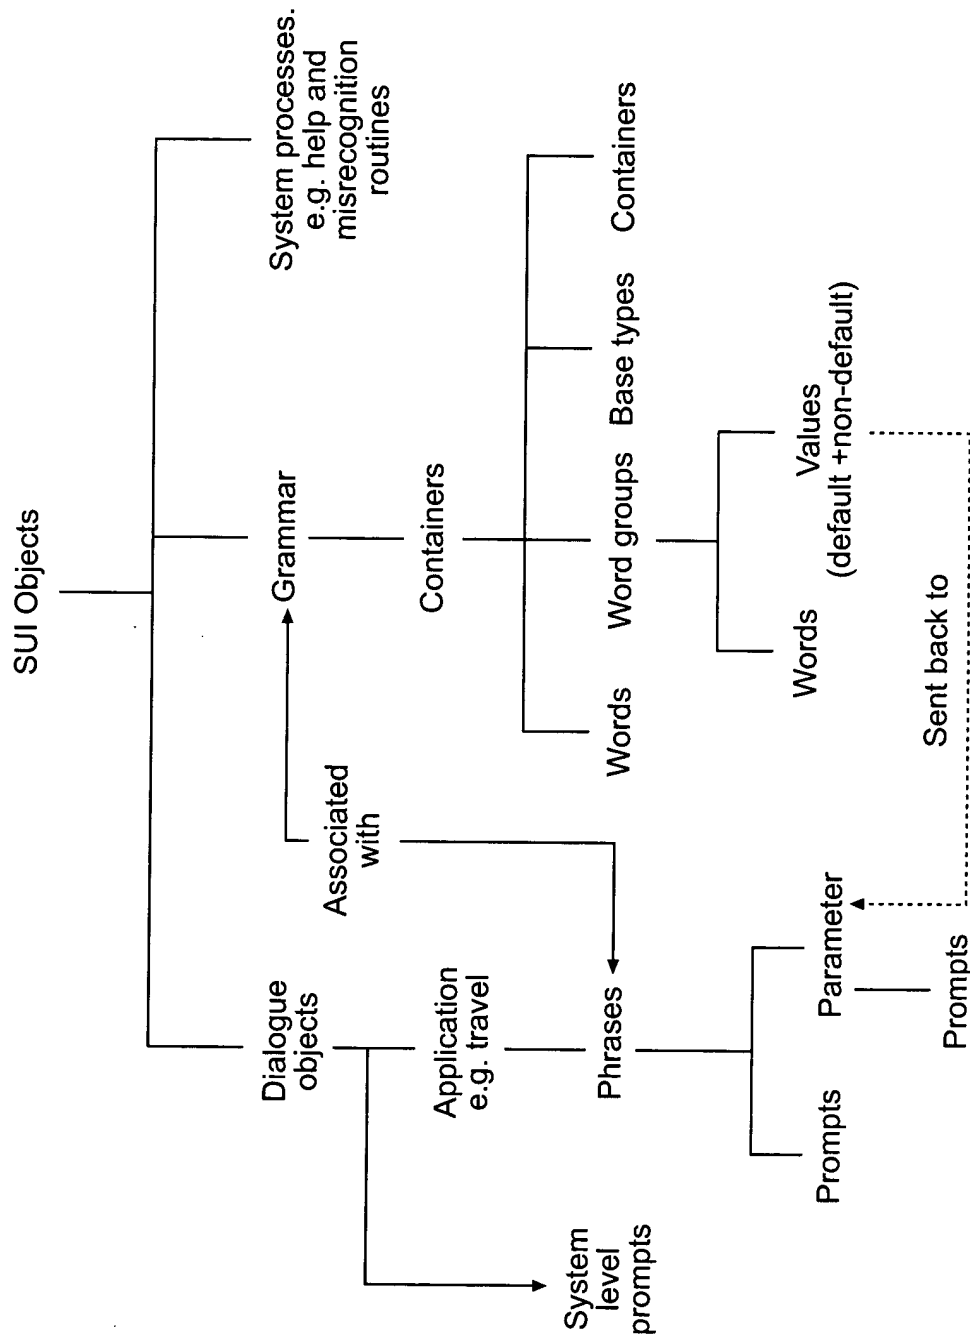 SUI Objects
Dialogue
objects
Grammar
System processes.
e.g. help and
misrecognition
routines
Associated
with
Application
e.g. travel
Containers
System
level
prompts
Phrases
Words
Word groups
Base types
Containers
Prompts
Parameter
Words
Values
(default +non-default)
Prompts
Sent back to